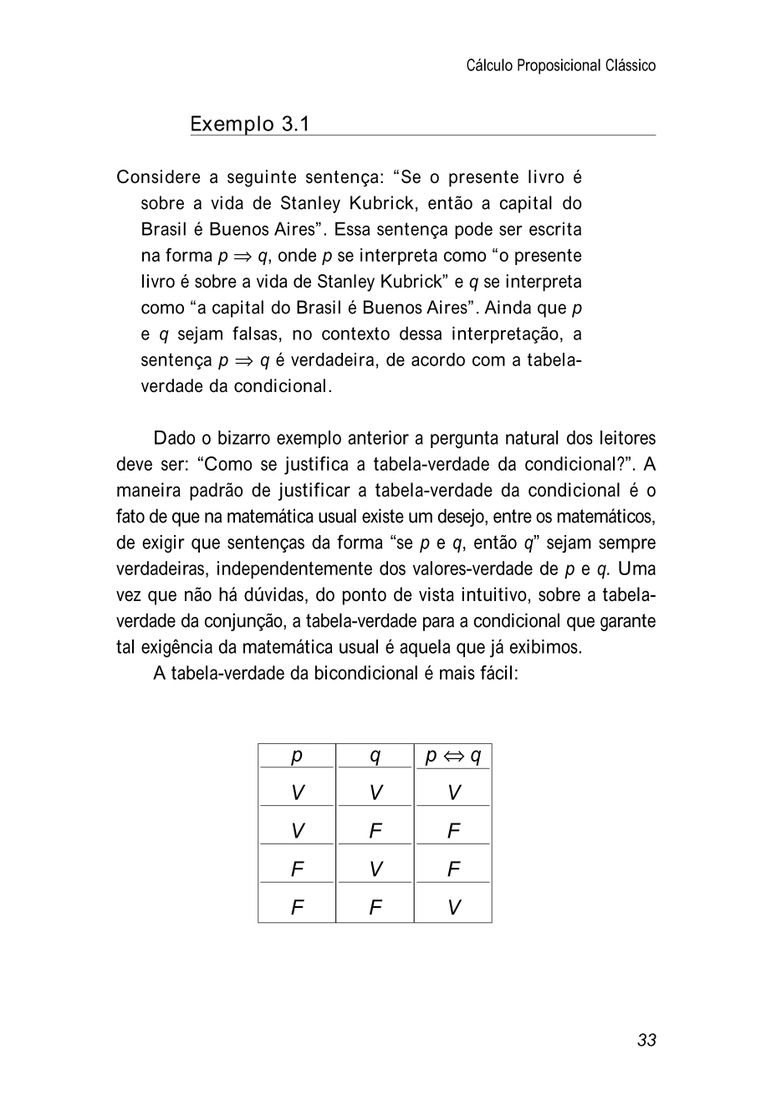 Cálculo Proposicional Clássico
Exemplo 3.1
Considere a seguinte sentença: “Se o presente livro é
sobre a vida de Stanley Kubrick, então a capital do
Brasil é Buenos Aires”. Essa sentença pode ser escrita
na forma p ⇒ q, onde p se interpreta como “o presente
livro é sobre a vida de Stanley Kubrick” e q se interpreta
como “a capital do Brasil é Buenos Aires”. Ainda que p
e q sejam falsas, no contexto dessa interpretação, a
sentença p ⇒ q é verdadeira, de acordo com a tabela-
verdade da condicional.
Dado o bizarro exemplo anterior a pergunta natural dos leitores
deve ser: “Como se justifica a tabela-verdade da condicional?”. A
maneira padrão de justificar a tabela-verdade da condicional é o
fato de que na matemática usual existe um desejo, entre os matemáticos,
de exigir que sentenças da forma “se p e q, então q” sejam sempre
verdadeiras, independentemente dos valores-verdade de p e q. Uma
vez que não há dúvidas, do ponto de vista intuitivo, sobre a tabela-
verdade da conjunção, a tabela-verdade para a condicional que garante
tal exigência da matemática usual é aquela que já exibimos.
A tabela-verdade da bicondicional é mais fácil:
p q p ⇔ q
V V V
V F F
F V F
F F V
33